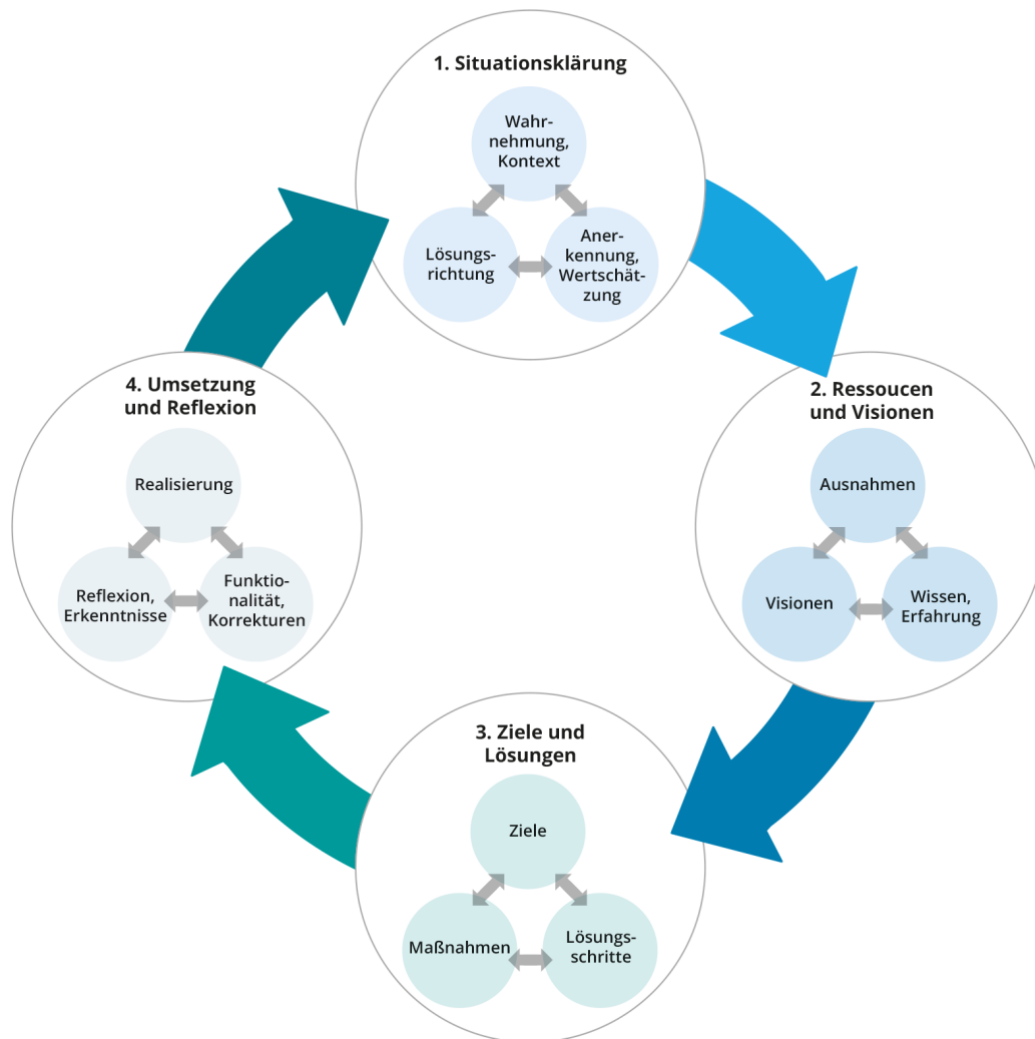 1. Situationsklärung
Wahr-
nehmung,
Kontext
Lösungs-
richtung
Aner-
kennung,
Wertschät-
zung
2. Ressoucen
und Visionen
Ausnahmen
Visionen
Wissen,
Erfahrung
3. Ziele und
Lösungen
Ziele
Maßnahmen
Lösungs-
schritte
4. Umsetzung
und Reflexion
Realisierung
Reflexion,
Erkenntnisse
Funktio-
nalität,
Korrekturen